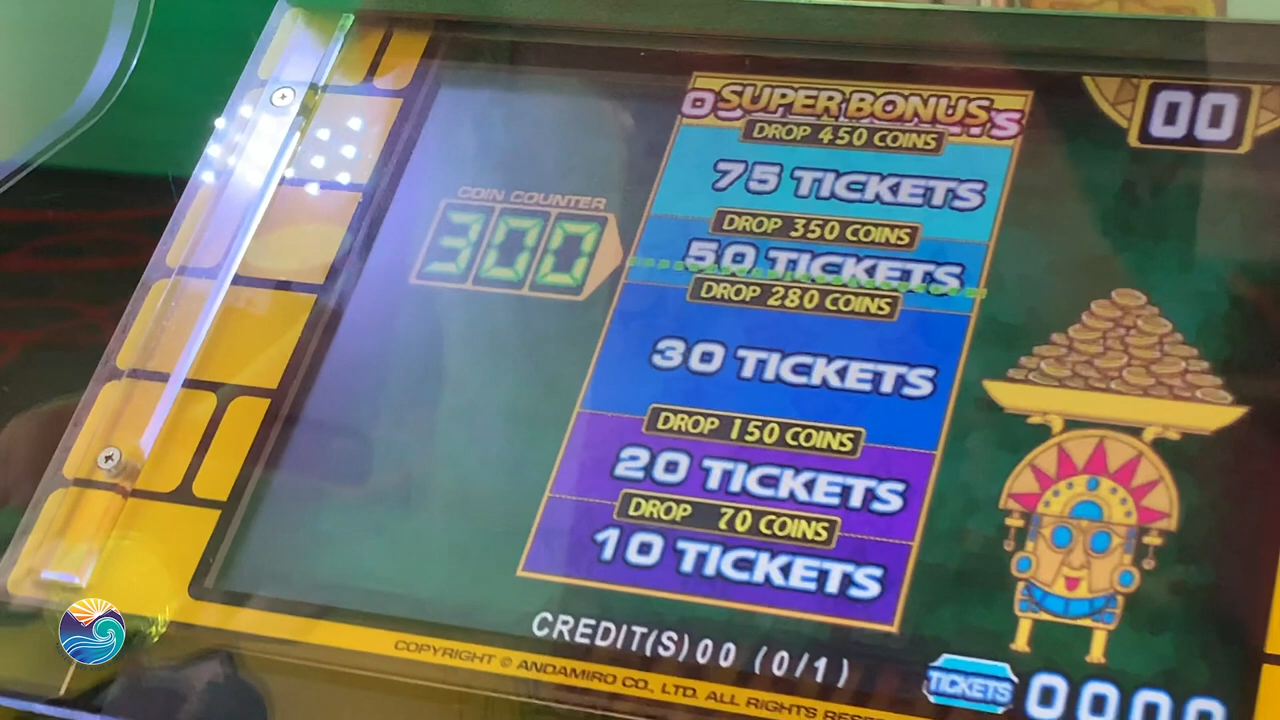 SUPER BONUS
DROP 450 COINS
75 TICKETS
DROP 350 COINS
50 TICKETS
DROP 280 COINS
30 TICKETS
DROP 150 COINS
20 TICKETS
DROP 70 COINS
10 TICKETS
COIN COUNTER
300
00
CREDIT(S)00 (0/1)
TICKETS 0000
COPYRIGHT © ANDAMIRO CO., LTD. ALL RIGHTS